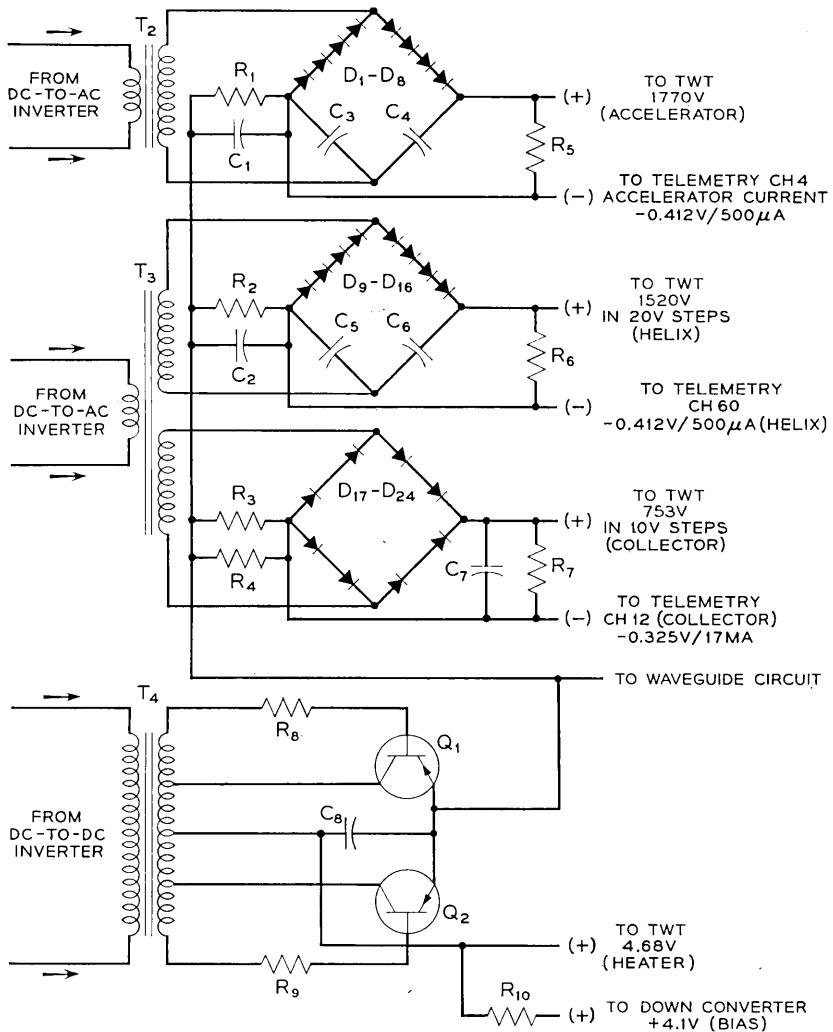 T2
FROM
DC-TO-AC
INVERTER
R1
C1
D1-D8
C3
C4
R5
(+)
TO TWT
1770V
(ACCELERATOR)
(-)
TO TELEMETRY CH4
ACCELERATOR CURRENT
-0.412V/500μA
T3
FROM
DC-TO-AC
INVERTER
R2
C2
D9-D16
C5
C6
R6
(+)
TO TWT
1520V
IN 20V STEPS
(HELIX)
(-)
TO TELEMETRY
CH 60
-0.412V/500μA (HELIX)
R3
R4
D17-D24
C7
R7
(+)
TO TWT
753V
IN 10V STEPS
(COLLECTOR)
(-)
TO TELEMETRY
CH 12 (COLLECTOR)
-0.325V/17MA
TO WAVEGUIDE CIRCUIT
T4
FROM
DC-TO-DC
INVERTER
R8
Q1
C8
Q2
R9
(+)
TO TWT
4.68V
(HEATER)
R10
(+)
TO DOWN CONVERTER
+4.1V (BIAS)